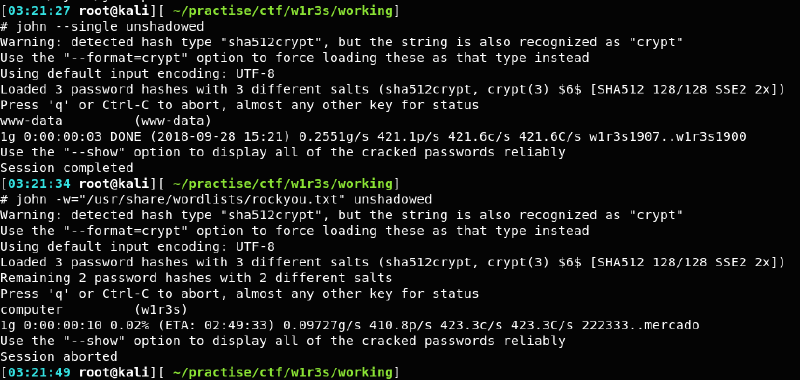 [03:21:27 root@kali][ ~/practise/ctf/w1r3s/working]
# john --single unshadowed
Warning: detected hash type "sha512crypt", but the string is also recognized as "crypt"
Use the "--format=crypt" option to force loading these as that type instead
Using default input encoding: UTF-8
Loaded 3 password hashes with 3 different salts (sha512crypt, crypt(3) $6$ [SHA512 128/128 SSE2 2x])
Press 'q' or Ctrl-C to abort, almost any other key for status
www-data         (www-data)
1g 0:00:00:03 DONE (2018-09-28 15:21) 0.2551g/s 421.1p/s 421.6c/s 421.6C/s w1r3s1907..w1r3s1900
Use the "--show" option to display all of the cracked passwords reliably
Session completed
[03:21:34 root@kali][ ~/practise/ctf/w1r3s/working]
# john -w="/usr/share/wordlists/rockyou.txt" unshadowed
Warning: detected hash type "sha512crypt", but the string is also recognized as "crypt"
Use the "--format=crypt" option to force loading these as that type instead
Using default input encoding: UTF-8
Loaded 3 password hashes with 3 different salts (sha512crypt, crypt(3) $6$ [SHA512 128/128 SSE2 2x])
Remaining 2 password hashes with 2 different salts
Press 'q' or Ctrl-C to abort, almost any other key for status
computer         (w1r3s)
1g 0:00:00:10 0.02% (ETA: 02:49:33) 0.09727g/s 410.8p/s 423.3c/s 423.3C/s 222333..mercado
Use the "--show" option to display all of the cracked passwords reliably
Session aborted
[03:21:49 root@kali][ ~/practise/ctf/w1r3s/working]